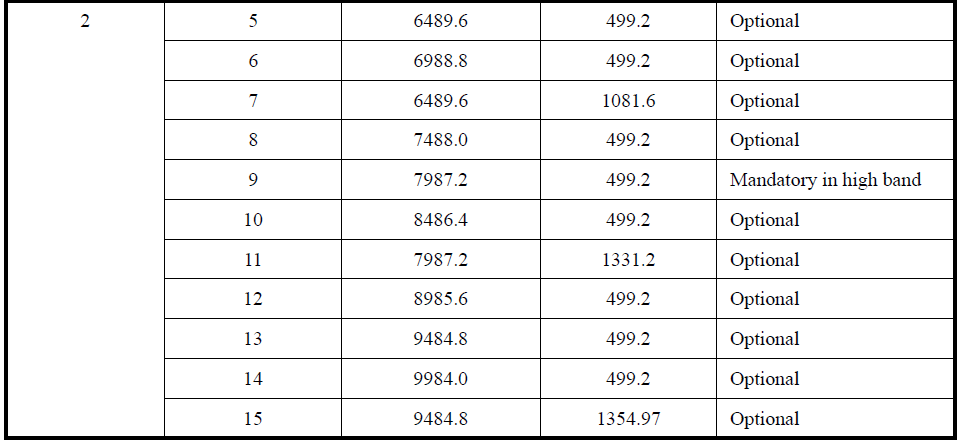 2 5 6489.6 499.2 Optional
6 6988.8 499.2 Optional
7 6489.6 1081.6 Optional
8 7488.0 499.2 Optional
9 7987.2 499.2 Mandatory in high band
10 8486.4 499.2 Optional
11 7987.2 1331.2 Optional
12 8985.6 499.2 Optional
13 9484.8 499.2 Optional
14 9984.0 499.2 Optional
15 9484.8 1354.97 Optional